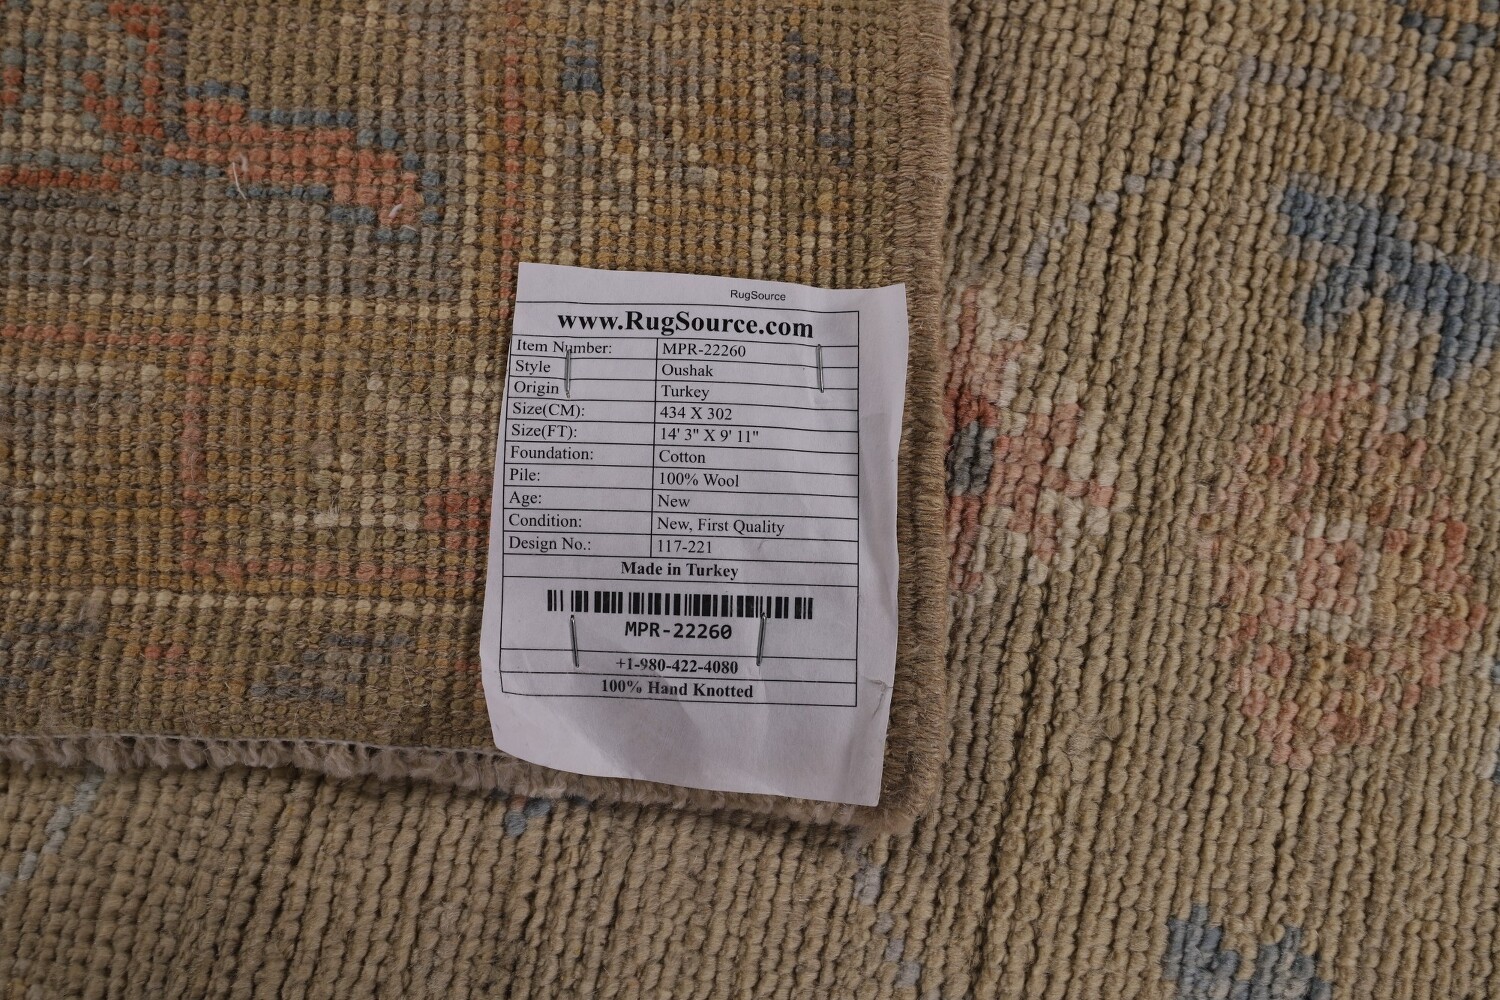 RugSource
www.RugSource.com
Item Number: MPR-22260
Style Oushak
Origin Turkey
Size(CM): 434 X 302
Size(FT): 14' 3" X 9' 11"
Foundation: Cotton
Pile: 100% Wool
Age: New
Condition: New, First Quality
Design No.: 117-221
Made in Turkey
MPR-22260
+1-980-422-4080
100% Hand Knotted